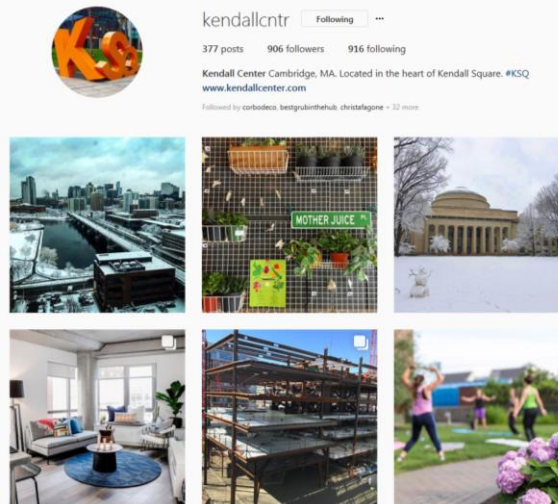 KSQ
kendallcntr Following •••
377 posts 906 followers 916 following
Kendall Center Cambridge, MA. Located in the heart of Kendall Square. #KSQ
www.kendallcenter.com
Followed by corbodeco, bestgrubinthehub, christafagone + 32 more
MOTHER JUICE PL